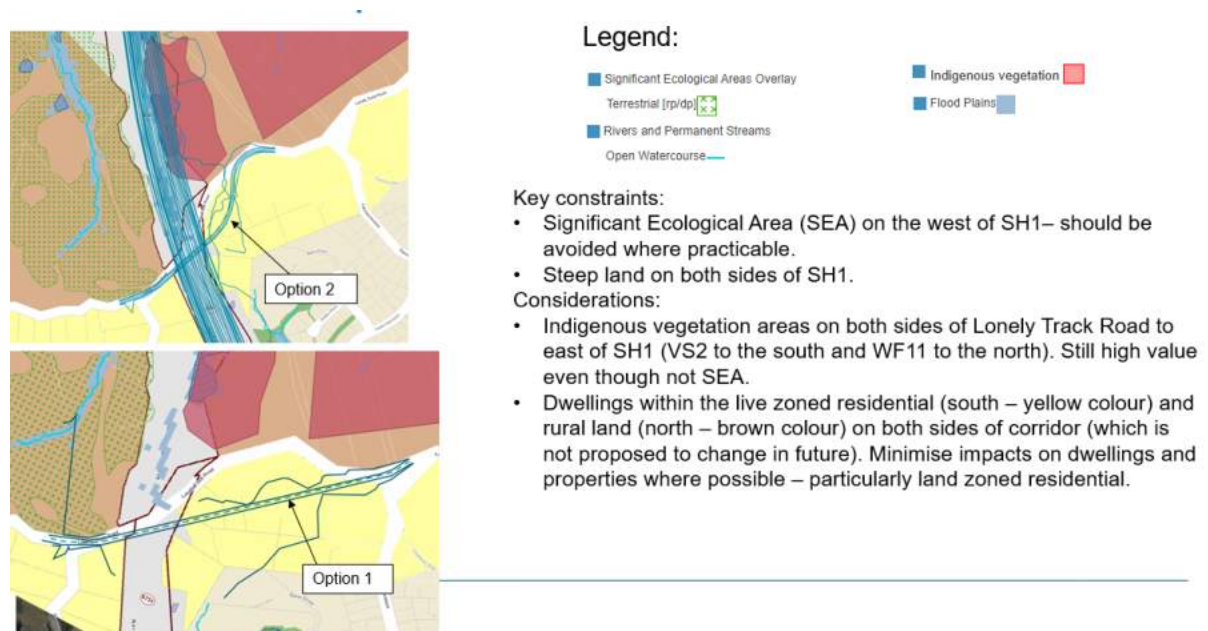 Legend:
Significant Ecological Areas Overlay
Terrestrial [rp/dp]
Rivers and Permanent Streams
Open Watercourse
Indigenous vegetation
Flood Plains
Key constraints:
• Significant Ecological Area (SEA) on the west of SH1– should be
avoided where practicable.
• Steep land on both sides of SH1.
Considerations:
• Indigenous vegetation areas on both sides of Lonely Track Road to
east of SH1 (VS2 to the south and WF11 to the north). Still high value
even though not SEA.
• Dwellings within the live zoned residential (south – yellow colour) and
rural land (north – brown colour) on both sides of corridor (which is
not proposed to change in future). Minimise impacts on dwellings and
properties where possible – particularly land zoned residential.
Option 2
Option 1